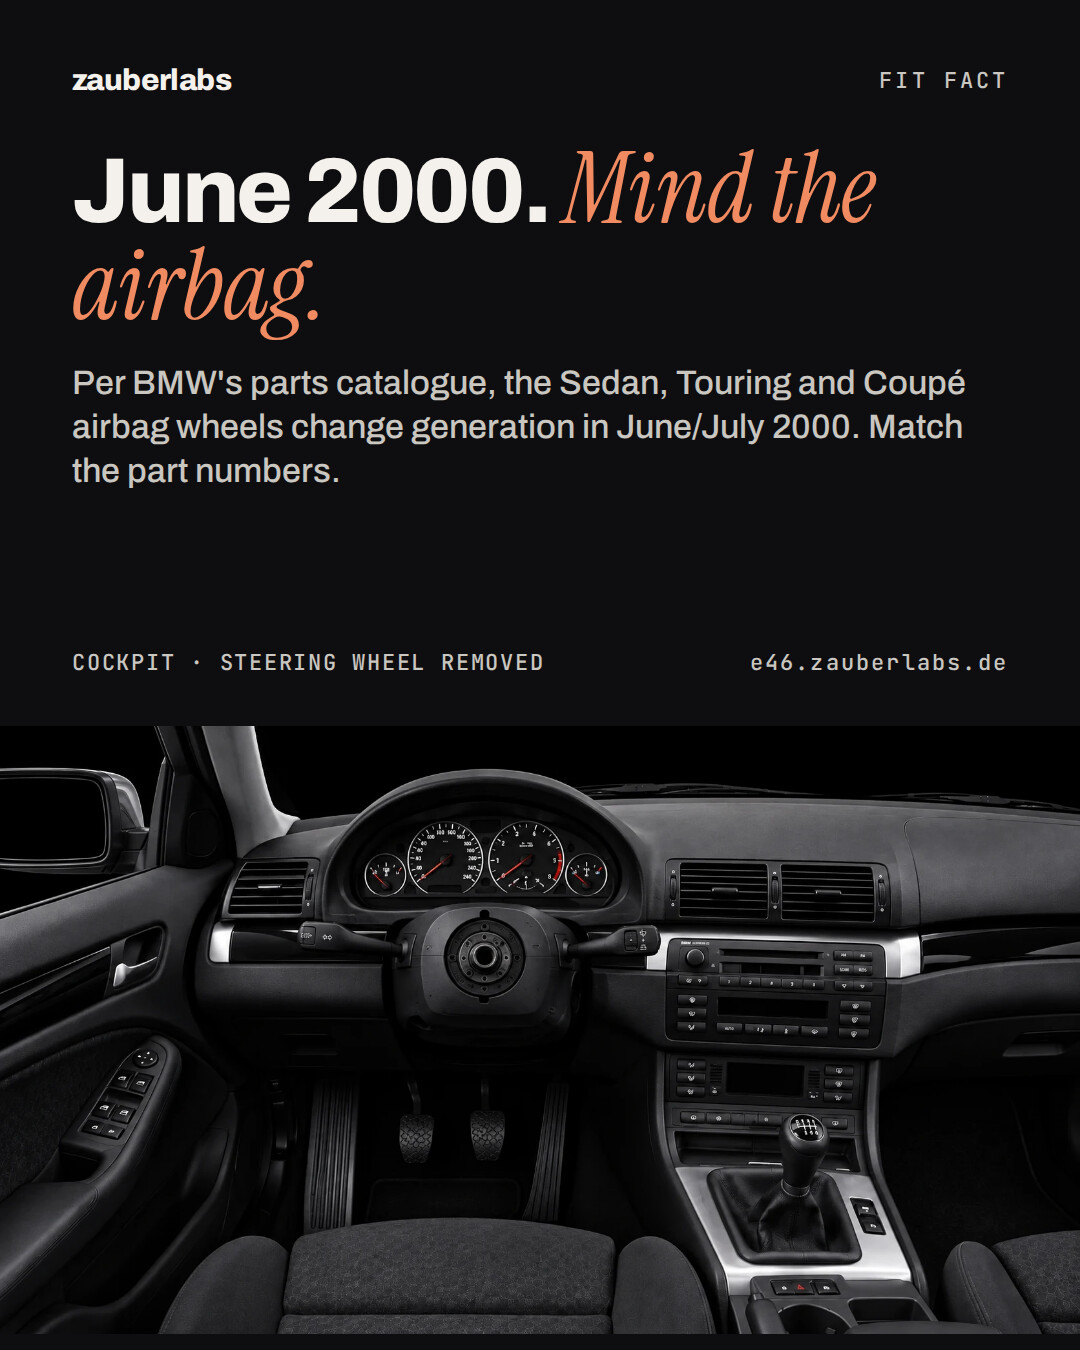 zauberlabs
FIT FACT
June 2000. Mind the
airbag.
Per BMW's parts catalogue, the Sedan, Touring and Coupé
airbag wheels change generation in June/July 2000. Match
the part numbers.
COCKPIT · STEERING WHEEL REMOVED
e46.zauberlabs.de